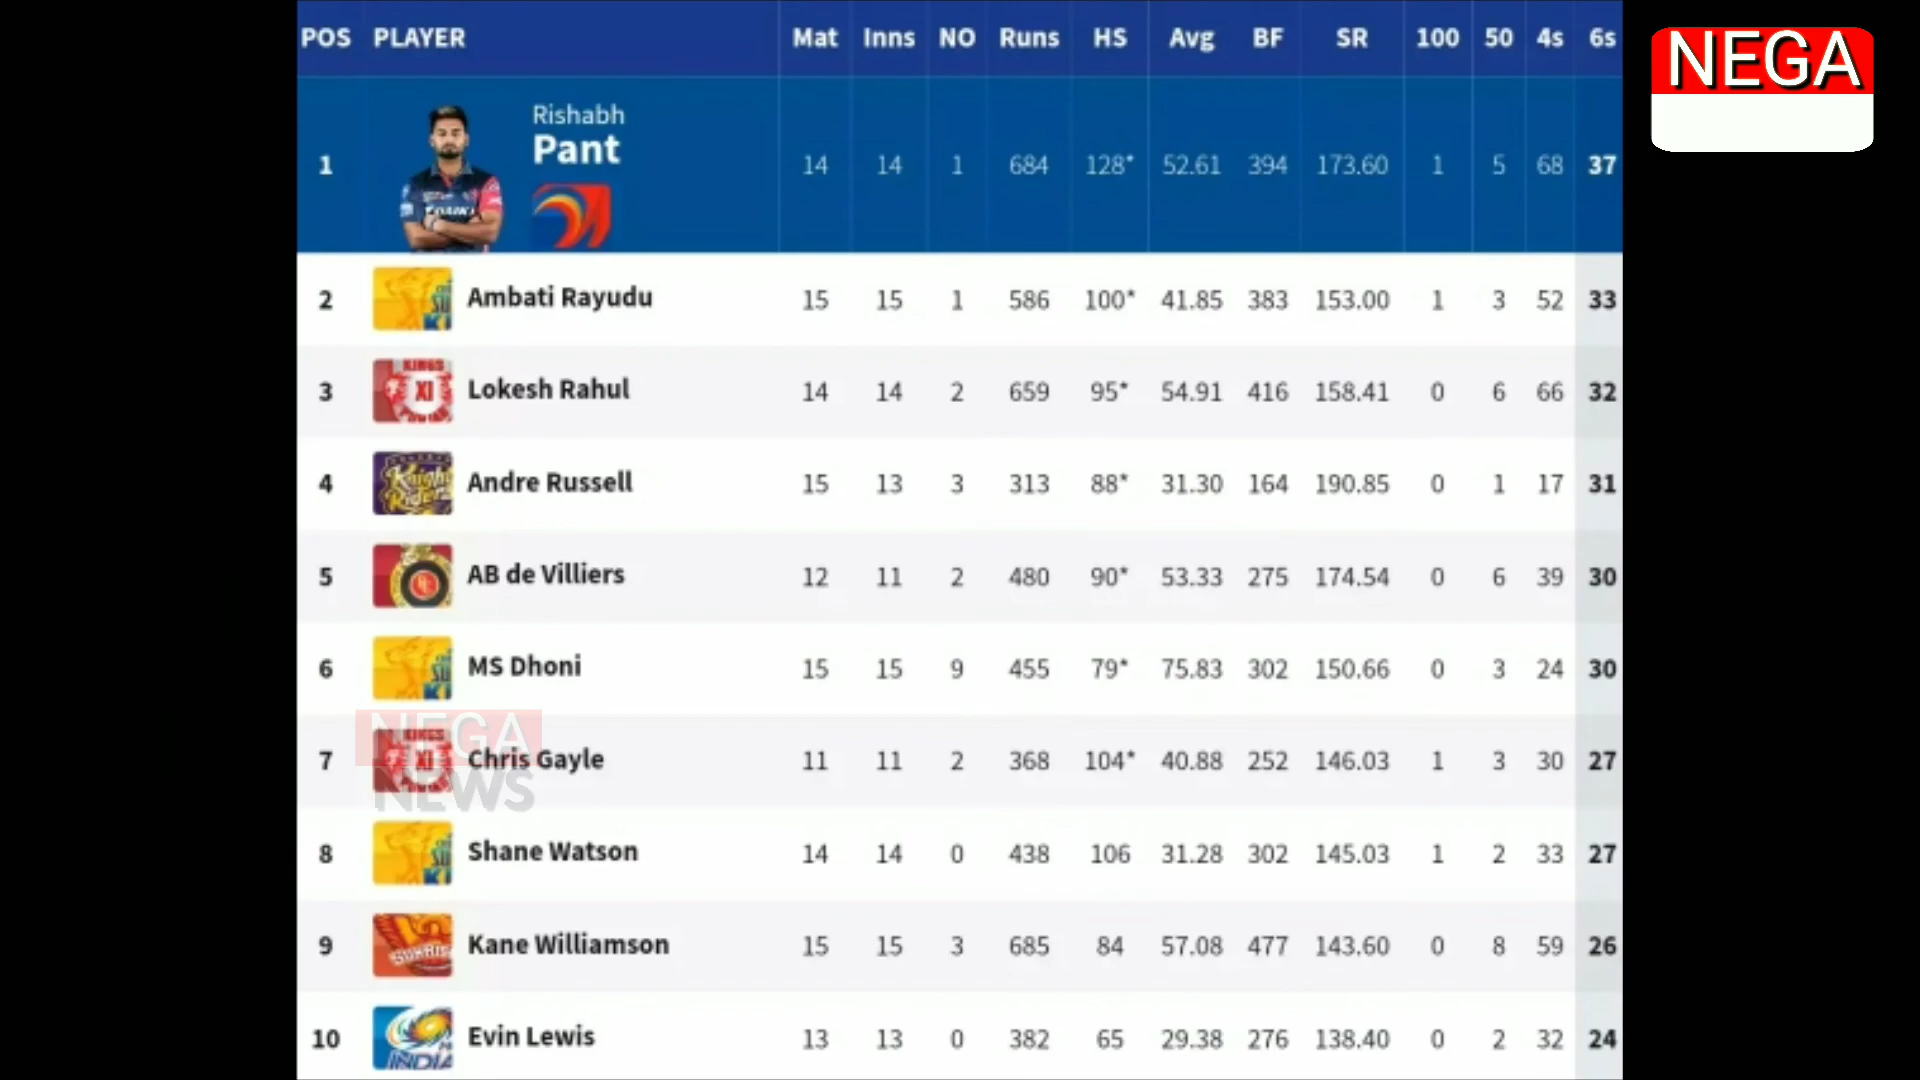 POS PLAYER Mat Inns NO Runs HS Avg BF SR 100 50 4s 6s
NEGA
1 Rishabh Pant 14 14 1 684 128* 52.61 394 173.60 1 5 68 37
2 Ambati Rayudu 15 15 1 586 100* 41.85 383 153.00 1 3 52 33
3 Lokesh Rahul 14 14 2 659 95* 54.91 416 158.41 0 6 66 32
4 Andre Russell 15 13 3 313 88* 31.30 164 190.85 0 1 17 31
5 AB de Villiers 12 11 2 480 90* 53.33 275 174.54 0 6 39 30
6 MS Dhoni 15 15 9 455 79* 75.83 302 150.66 0 3 24 30
NEGA
7 Chris Gayle 11 11 2 368 104* 40.88 252 146.03 1 3 30 27
NEWS
8 Shane Watson 14 14 0 438 106 31.28 302 145.03 1 2 33 27
9 Kane Williamson 15 15 3 685 84 57.08 477 143.60 0 8 59 26
10 Evin Lewis 13 13 0 382 65 29.38 276 138.40 0 2 32 24